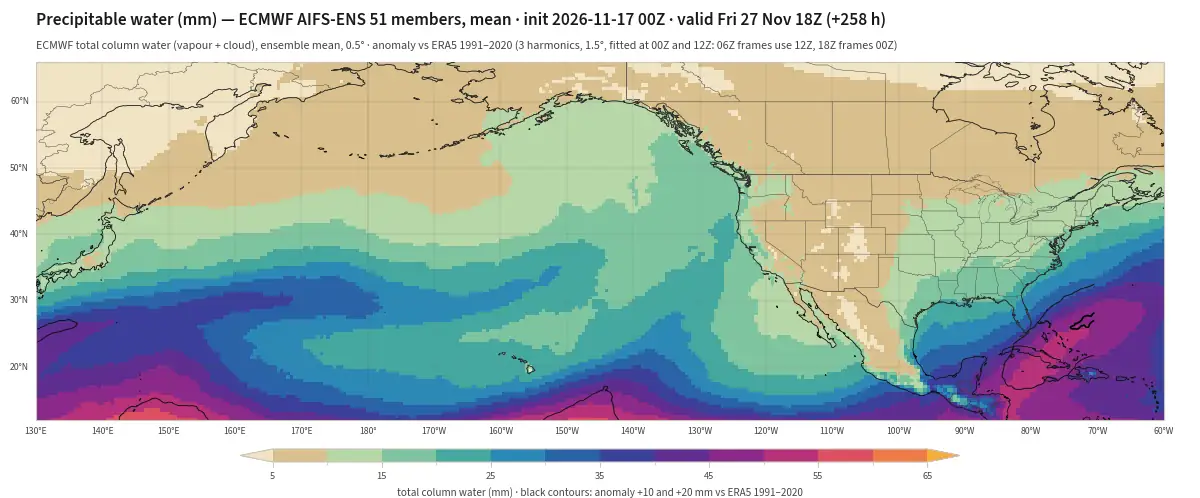 Precipitable water (mm) — ECMWF AIFS-ENS 51 members, mean · init 2026-11-17 00Z · valid Fri 27 Nov 18Z (+258 h)
ECMWF total column water (vapour + cloud), ensemble mean, 0.5° · anomaly vs ERA5 1991–2020 (3 harmonics, 1.5°, fitted at 00Z and 12Z: 06Z frames use 12Z, 18Z frames 00Z)
60°N
50°N
40°N
30°N
20°N
130°E 140°E 150°E 160°E 170°E 180° 170°W 160°W 150°W 140°W 130°W 120°W 110°W 100°W 90°W 80°W 70°W 60°W
5 15 25 35 45 55 65
total column water (mm) · black contours: anomaly +10 and +20 mm vs ERA5 1991–2020